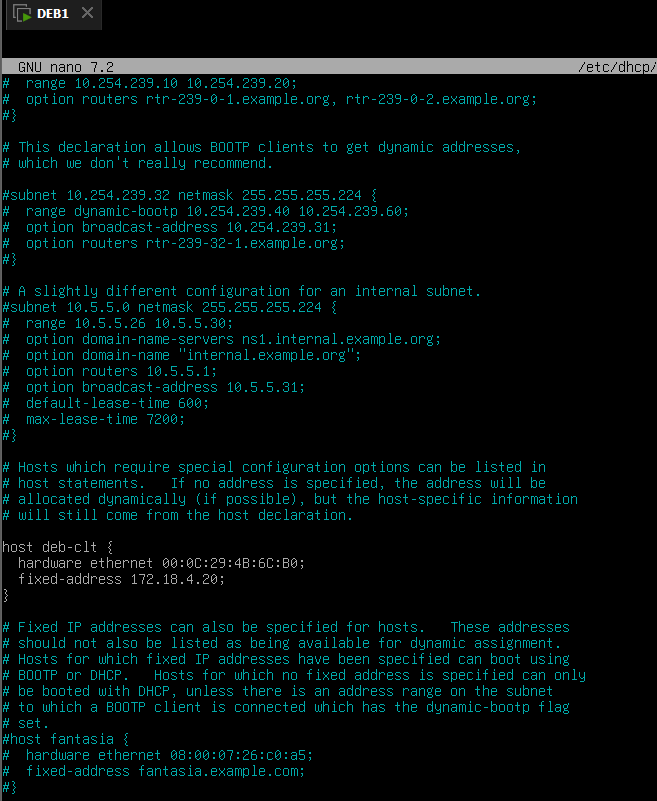 DEB1
GNU nano 7.2 /etc/dhcp/
#  range 10.254.239.10 10.254.239.20;
#  option routers rtr-239-0-1.example.org, rtr-239-0-2.example.org;
#}
# This declaration allows BOOTP clients to get dynamic addresses,
# which we don't really recommend.
#subnet 10.254.239.32 netmask 255.255.255.224 {
#  range dynamic-bootp 10.254.239.40 10.254.239.60;
#  option broadcast-address 10.254.239.31;
#  option routers rtr-239-32-1.example.org;
#}
# A slightly different configuration for an internal subnet.
#subnet 10.5.5.0 netmask 255.255.255.224 {
#  range 10.5.5.26 10.5.5.30;
#  option domain-name-servers ns1.internal.example.org;
#  option domain-name "internal.example.org";
#  option routers 10.5.5.1;
#  option broadcast-address 10.5.5.31;
#  default-lease-time 600;
#  max-lease-time 7200;
#}
# Hosts which require special configuration options can be listed in
# host statements.   If no address is specified, the address will be
# allocated dynamically (if possible), but the host-specific information
# will still come from the host declaration.
host deb-clt {
  hardware ethernet 00:0C:29:4B:6C:B0;
  fixed-address 172.18.4.20;
}
# Fixed IP addresses can also be specified for hosts.   These addresses
# should not also be listed as being available for dynamic assignment.
# Hosts for which fixed IP addresses have been specified can boot using
# BOOTP or DHCP.   Hosts for which no fixed address is specified can only
# be booted with DHCP, unless there is an address range on the subnet
# to which a BOOTP client is connected which has the dynamic-bootp flag
# set.
#host fantasia {
#  hardware ethernet 08:00:07:26:c0:a5;
#  fixed-address fantasia.example.com;
#}